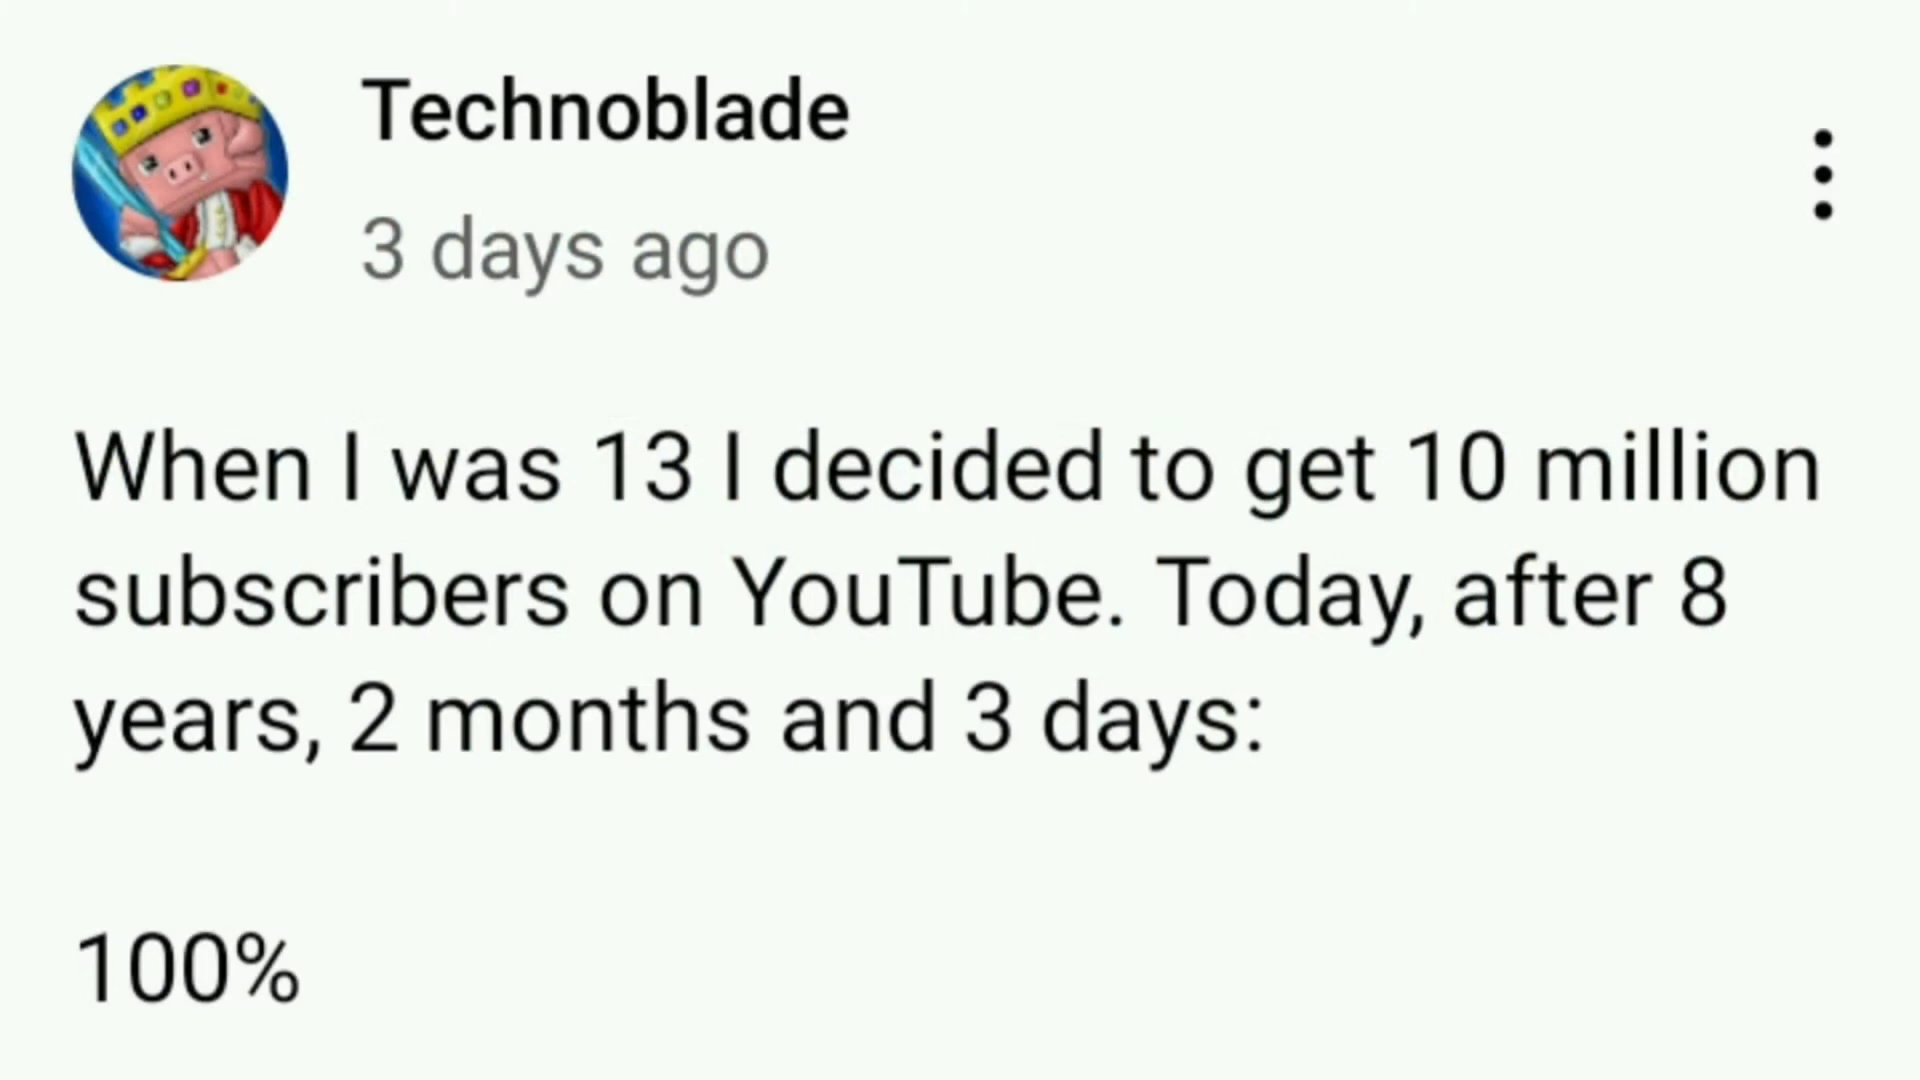 Technoblade
3 days ago
When I was 13 I decided to get 10 million
subscribers on YouTube. Today, after 8
years, 2 months and 3 days:
100%